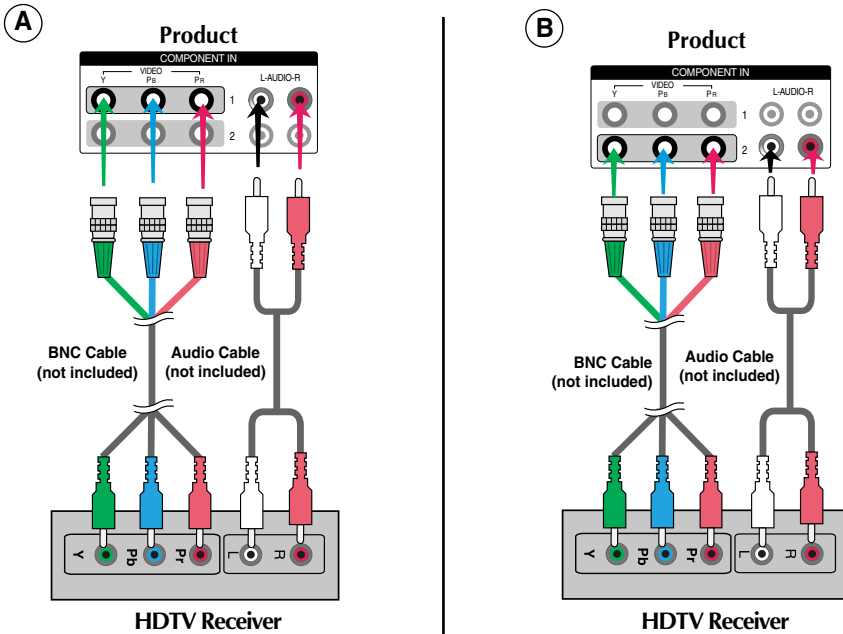 A
Product
COMPONENT IN
VIDEO
Y PB PR
L-AUDIO-R
1
2
BNC Cable
(not included)
Audio Cable
(not included)
Y Pb Pr L R
HDTV Receiver
B
Product
COMPONENT IN
VIDEO
Y PB PR
L-AUDIO-R
1
2
BNC Cable
(not included)
Audio Cable
(not included)
Y Pb Pr L R
HDTV Receiver